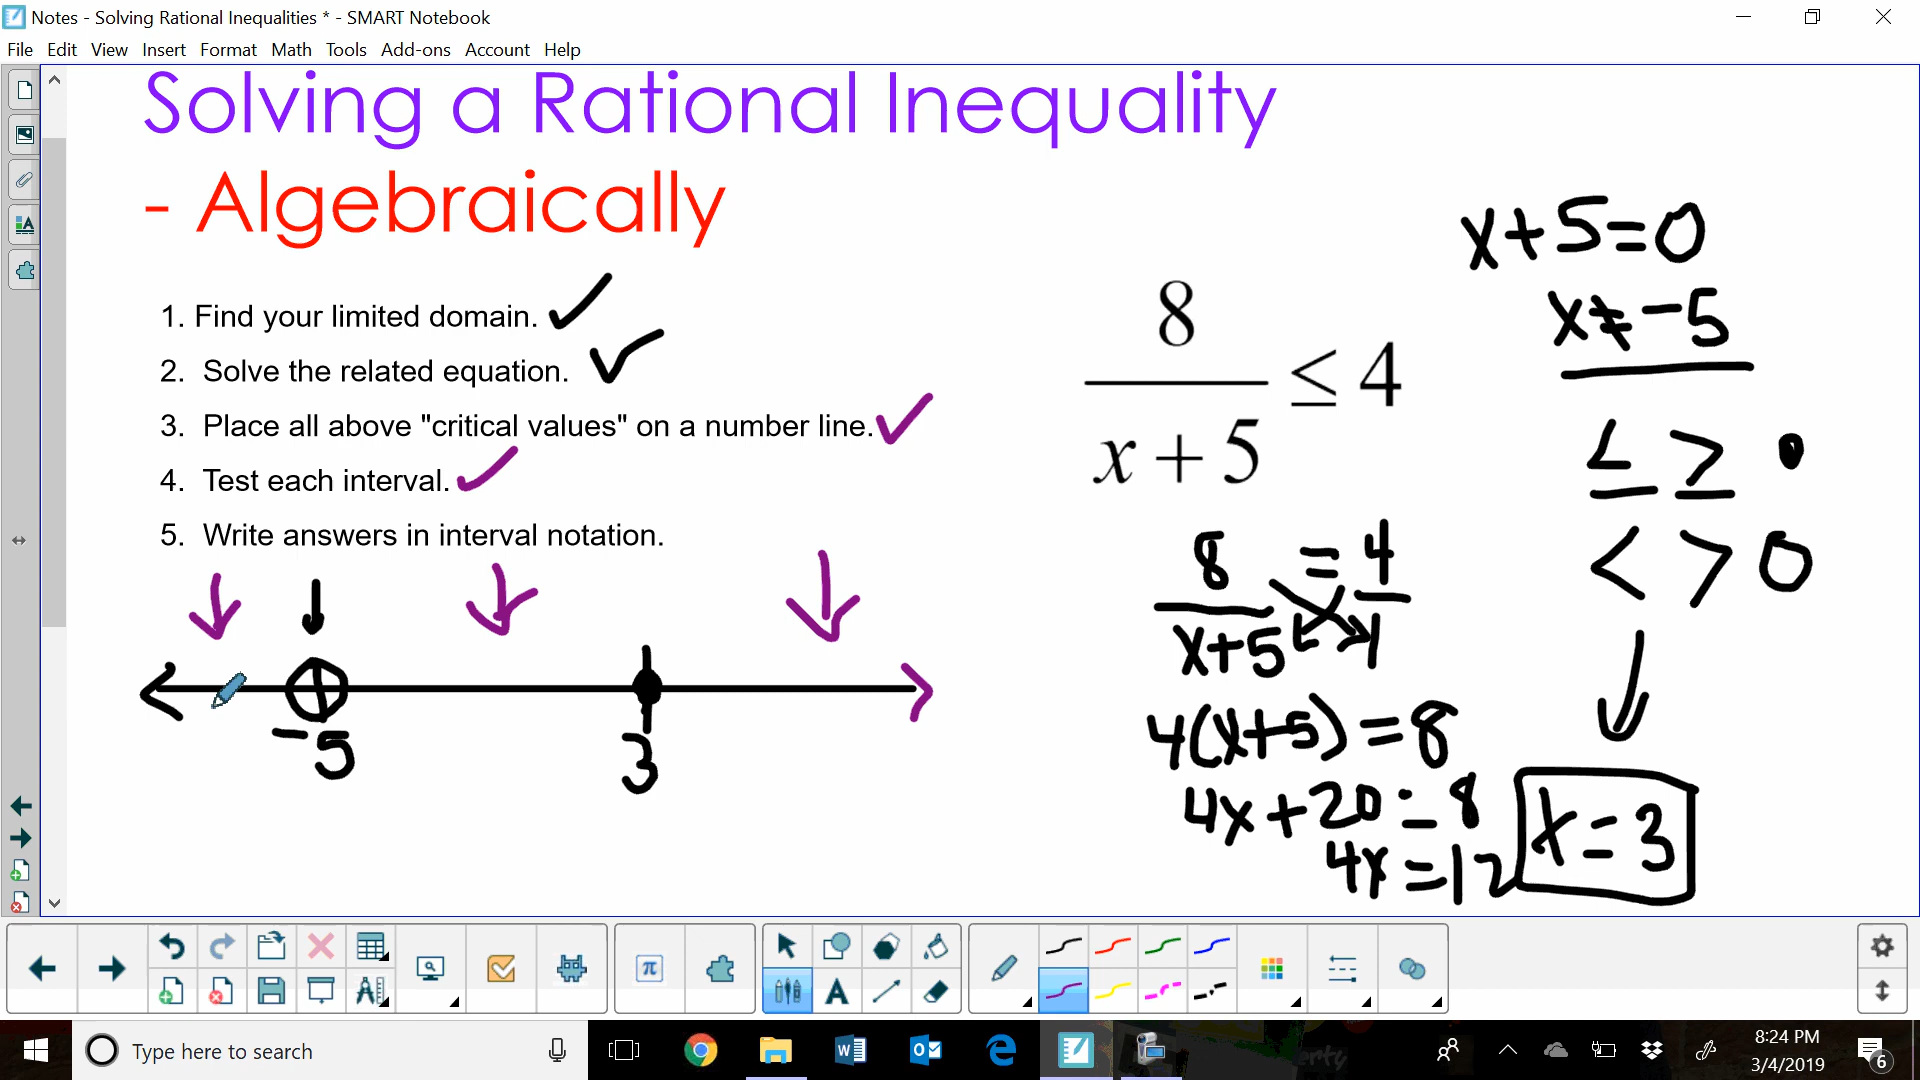 Notes - Solving Rational Inequalities * - SMART Notebook
File Edit View Insert Format Math Tools Add-ons Account Help
Solving a Rational Inequality
- Algebraically
1. Find your limited domain.
2. Solve the related equation.
3. Place all above "critical values" on a number line.
4. Test each interval.
5. Write answers in interval notation.
-5
3
8
x + 5
≤ 4
x+5=0
x≠-5
≤ ≥ •
< > O
8 = 4
x+5 1
4(x+5)=8
4x+20=8
4x=12
x=3
π
A
Type here to search
8:24 PM
3/4/2019
6